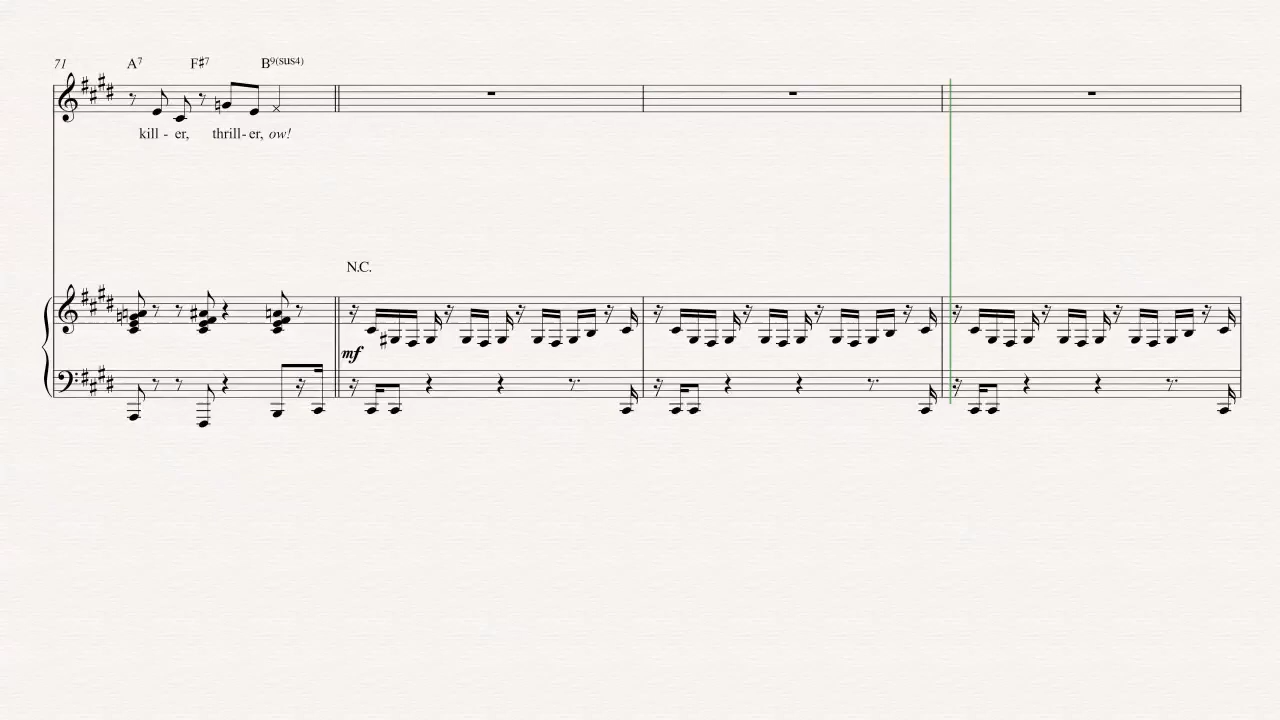 71 A7 F♯7 B9(sus4)
kill - er, thrill - er, ow!
N.C.
mf